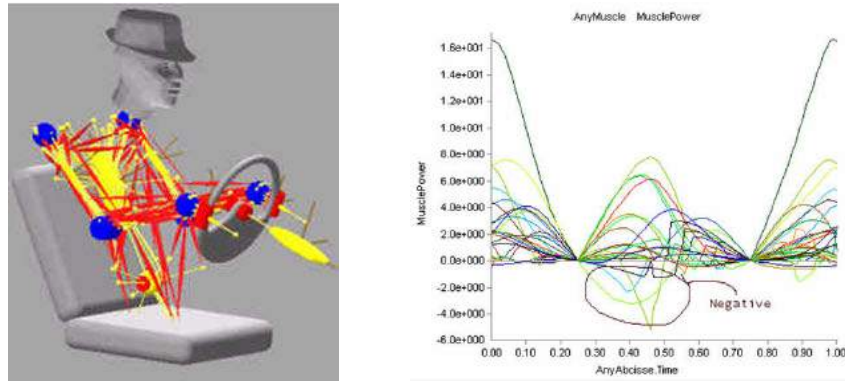 AnyMuscle MusclePower
1.6e+001
1.4e+001
1.2e+001
1.0e+001
8.0e+000
6.0e+000
4.0e+000
2.0e+000
0.0e+000
-2.0e+000
-4.0e+000
-6.0e+000
MusclePower
Negative
0.00 0.10 0.20 0.30 0.40 0.50 0.60 0.70 0.80 0.90 1.00
AnyAbcisse.Time